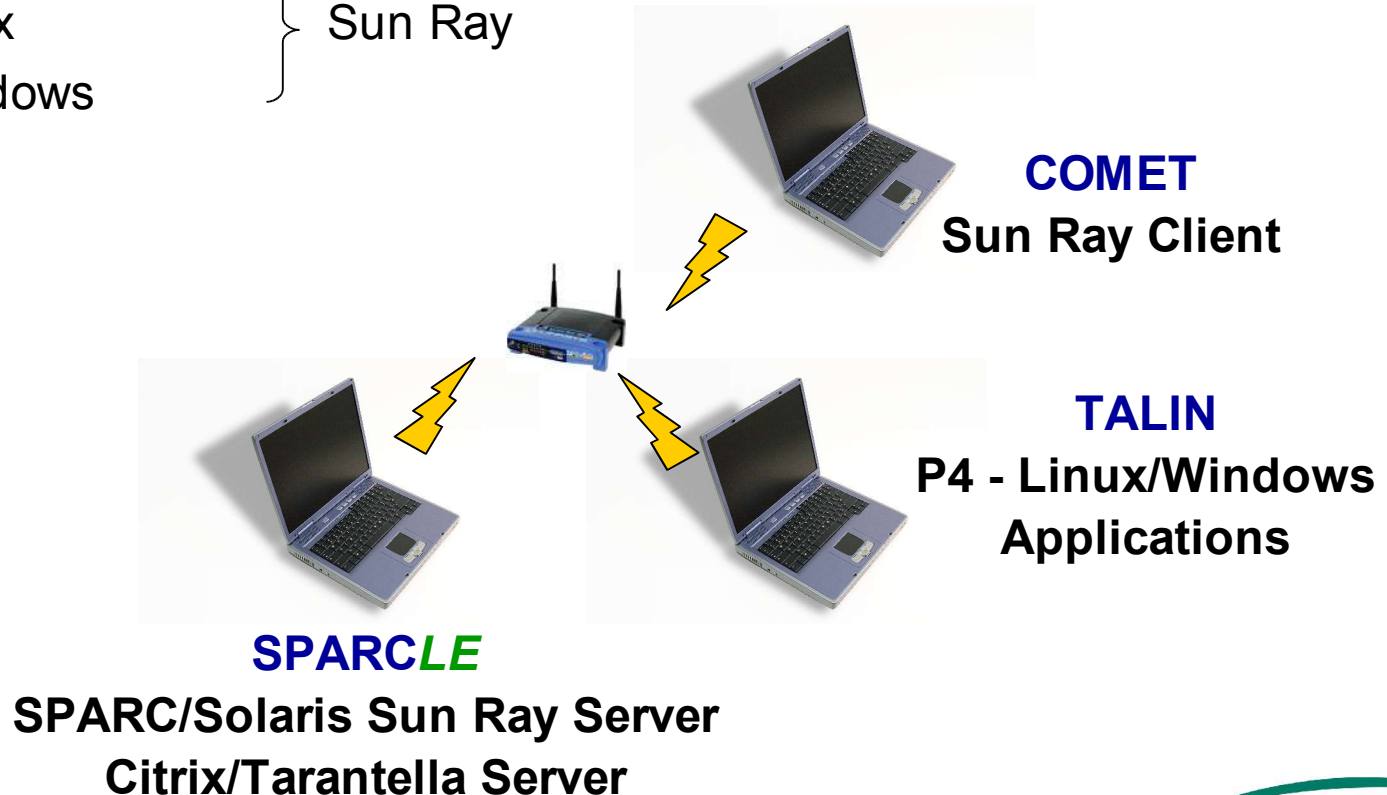 x
Sun Ray
dows
COMET
Sun Ray Client
TALIN
P4 - Linux/Windows
Applications
SPARCLE
SPARC/Solaris Sun Ray Server
Citrix/Tarantella Server